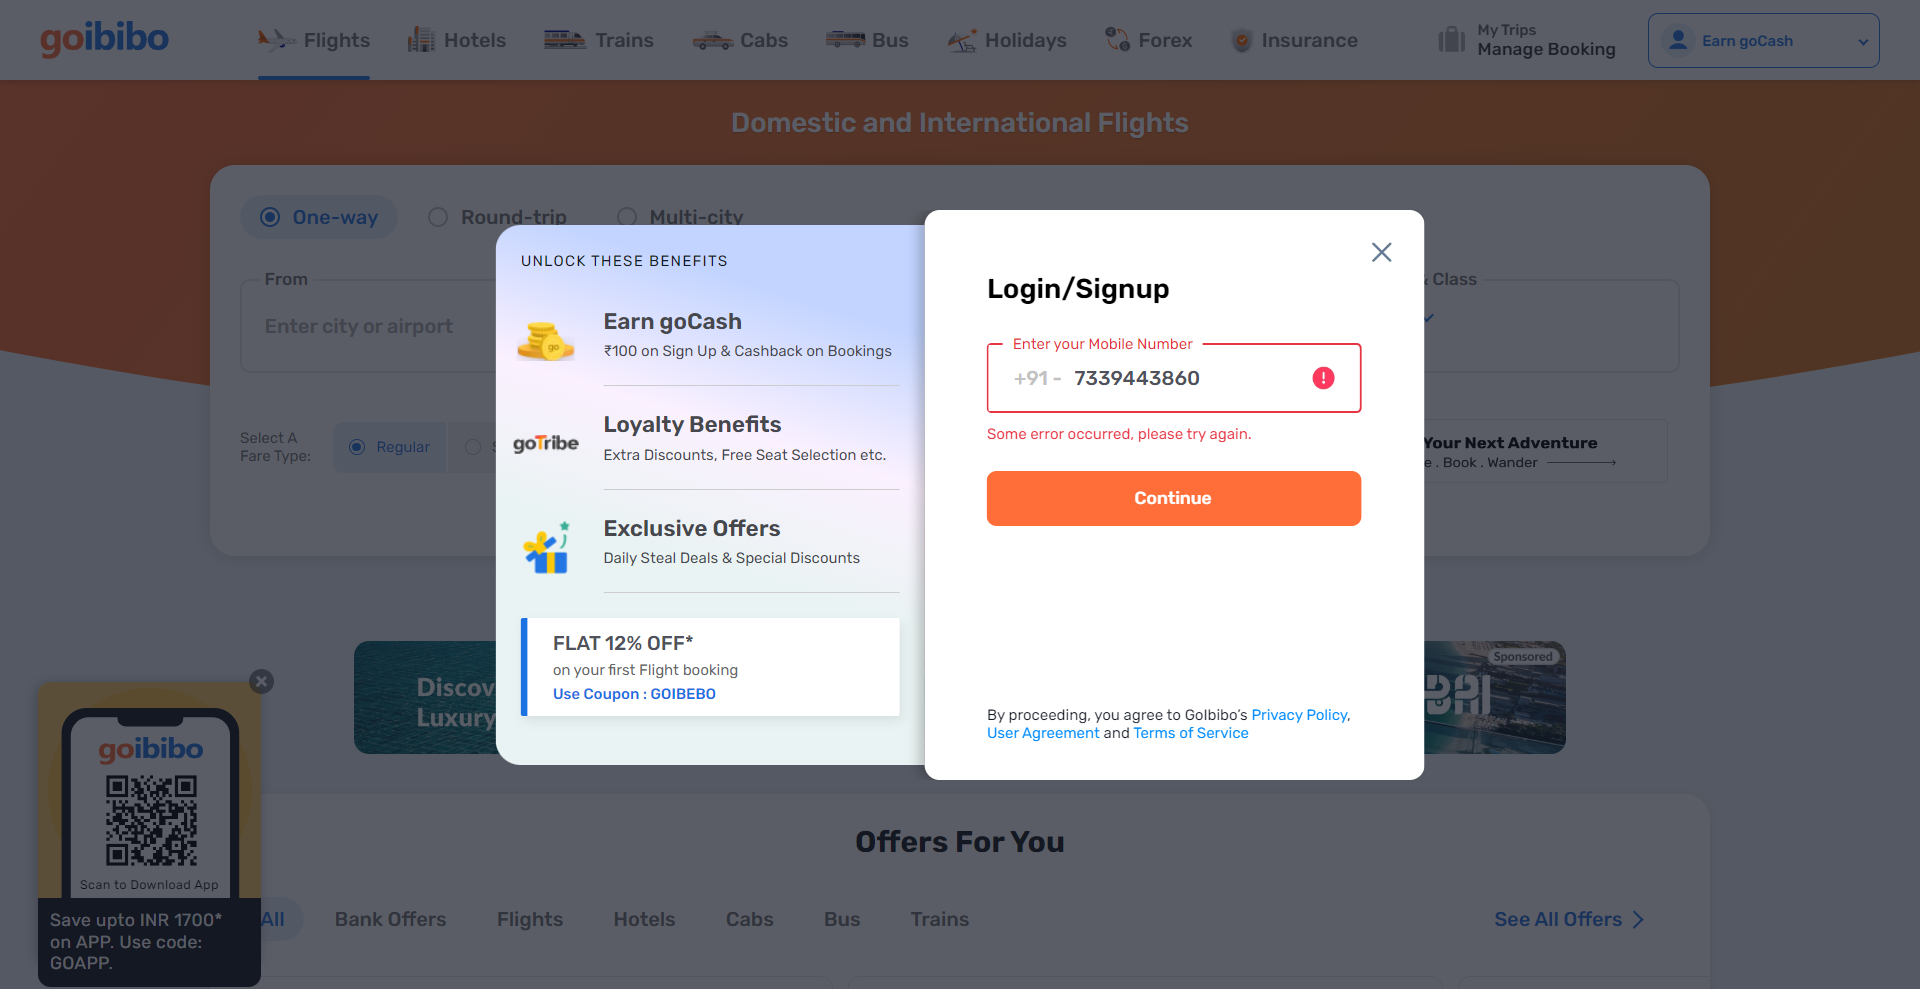 goibibo
Flights
Hotels
Trains
Cabs
Bus
Holidays
Forex
Insurance
My Trips
Manage Booking
Earn goCash
Domestic and International Flights
One-way
Round-trip
Multi-city
From
Enter city or airport
Class
Select A
Fare Type:
Regular
Your Next Adventure
. Book . Wander
UNLOCK THESE BENEFITS
go
Earn goCash
₹100 on Sign Up & Cashback on Bookings
goTribe
Loyalty Benefits
Extra Discounts, Free Seat Selection etc.
Exclusive Offers
Daily Steal Deals & Special Discounts
FLAT 12% OFF*
on your first Flight booking
Use Coupon : GOIBEBO
Login/Signup
Enter your Mobile Number
+91 - 7339443860
!
Some error occurred, please try again.
Continue
By proceeding, you agree to GoIbibo's Privacy Policy,
User Agreement and Terms of Service
Discov
Luxury
Sponsored
goibibo
Scan to Download App
Save upto INR 1700*
on APP. Use code:
GOAPP.
Offers For You
All
Bank Offers
Flights
Hotels
Cabs
Bus
Trains
See All Offers